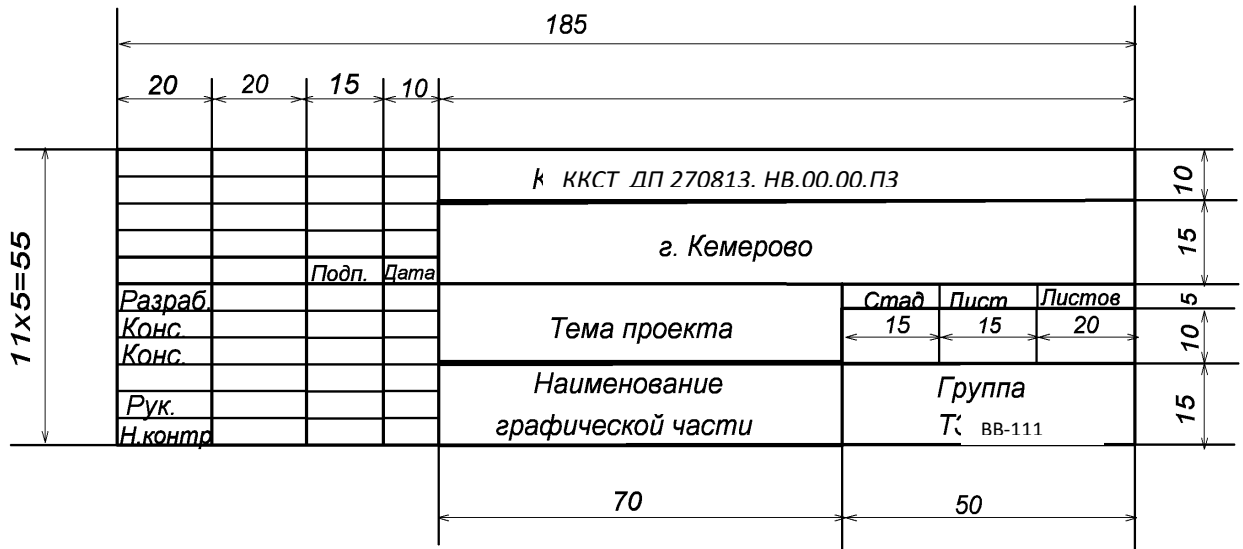 185
20 20 15 10
ККСТ ДП 270813. НВ.00.00.ПЗ
10
г. Кемерово
15
11x5=55
Подп. Дата
Разраб.
Конс.
Конс.
Рук.
Н.контр
Тема проекта
Стад Лист Листов
5
15 15 20
10
Наименование
графической части
Группа
ВВ-111
15
70 50